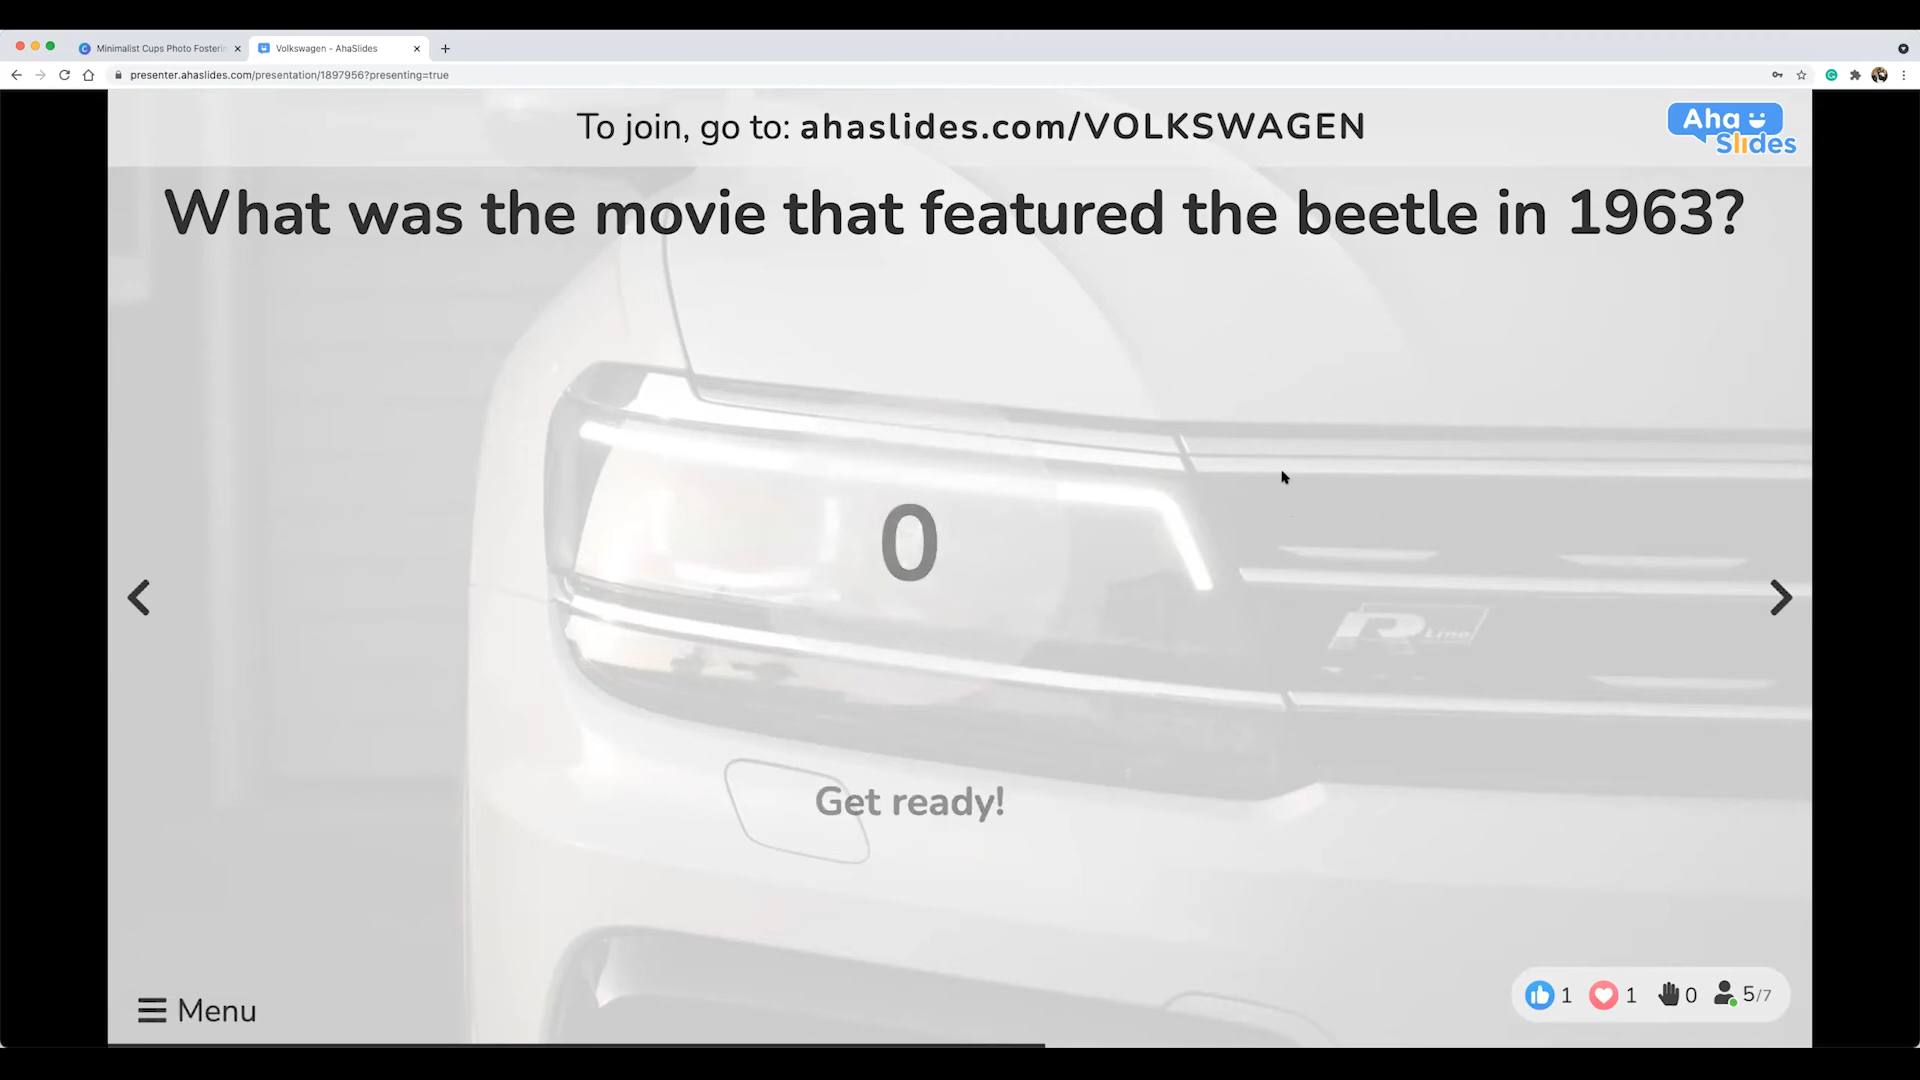 Minimalist Cups Photo Fosterin
Volkswagen - AhaSlides
presenter.ahaslides.com/presentation/1897956?presenting=true
To join, go to: ahaslides.com/VOLKSWAGEN
Aha
Slides
What was the movie that featured the beetle in 1963?
0
R Line
Get ready!
Menu
1 1 0 5/7